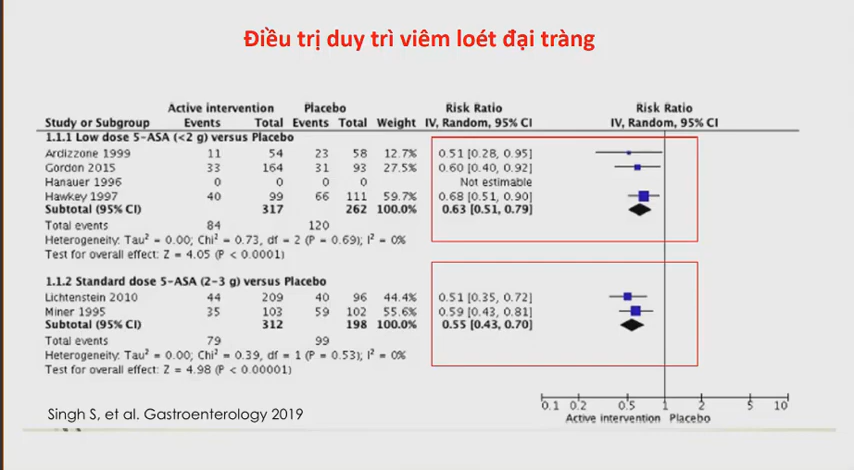 Điều trị duy trì viêm loét đại tràng
Active intervention Placebo Risk Ratio Risk Ratio
Study or Subgroup Events Total Events Total Weight IV, Random, 95% CI IV, Random, 95% CI
1.1.1 Low dose 5-ASA (<2 g) versus Placebo
Ardizzone 1999 11 54 23 58 12.7% 0.51 [0.28, 0.95]
Gordon 2015 33 164 31 93 27.5% 0.60 [0.40, 0.92]
Hanauer 1996 0 0 0 0 Not estimable
Hawkey 1997 40 99 66 111 59.7% 0.68 [0.51, 0.90]
Subtotal (95% CI) 317 262 100.0% 0.63 [0.51, 0.79]
Total events 84 120
Heterogeneity: Tau² = 0.00; Chi² = 0.73, df = 2 (P = 0.69); I² = 0%
Test for overall effect: Z = 4.05 (P < 0.0001)
1.1.2 Standard dose 5-ASA (2-3 g) versus Placebo
Lichtenstein 2010 44 209 40 96 44.4% 0.51 [0.35, 0.72]
Miner 1995 35 103 59 102 55.6% 0.59 [0.43, 0.81]
Subtotal (95% CI) 312 198 100.0% 0.55 [0.43, 0.70]
Total events 79 99
Heterogeneity: Tau² = 0.00; Chi² = 0.39, df = 1 (P = 0.53); I² = 0%
Test for overall effect: Z = 4.98 (P < 0.00001)
0.1 0.2 0.5 1 2 5 10
Active intervention Placebo
Singh S, et al. Gastroenterology 2019